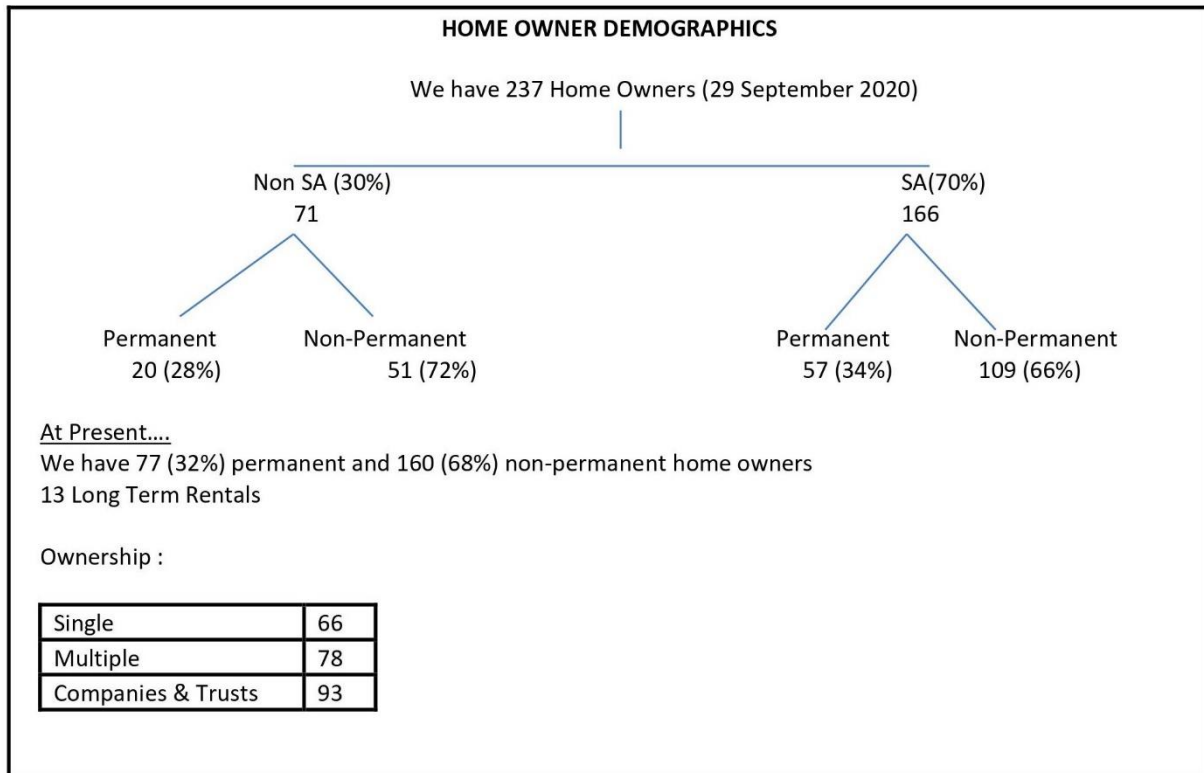 HOME OWNER DEMOGRAPHICS
We have 237 Home Owners (29 September 2020)
Non SA (30%)
71
SA(70%)
166
Permanent
20 (28%)
Non-Permanent
51 (72%)
Permanent
57 (34%)
Non-Permanent
109 (66%)
At Present....
We have 77 (32%) permanent and 160 (68%) non-permanent home owners
13 Long Term Rentals
Ownership :
Single 66
Multiple 78
Companies & Trusts 93